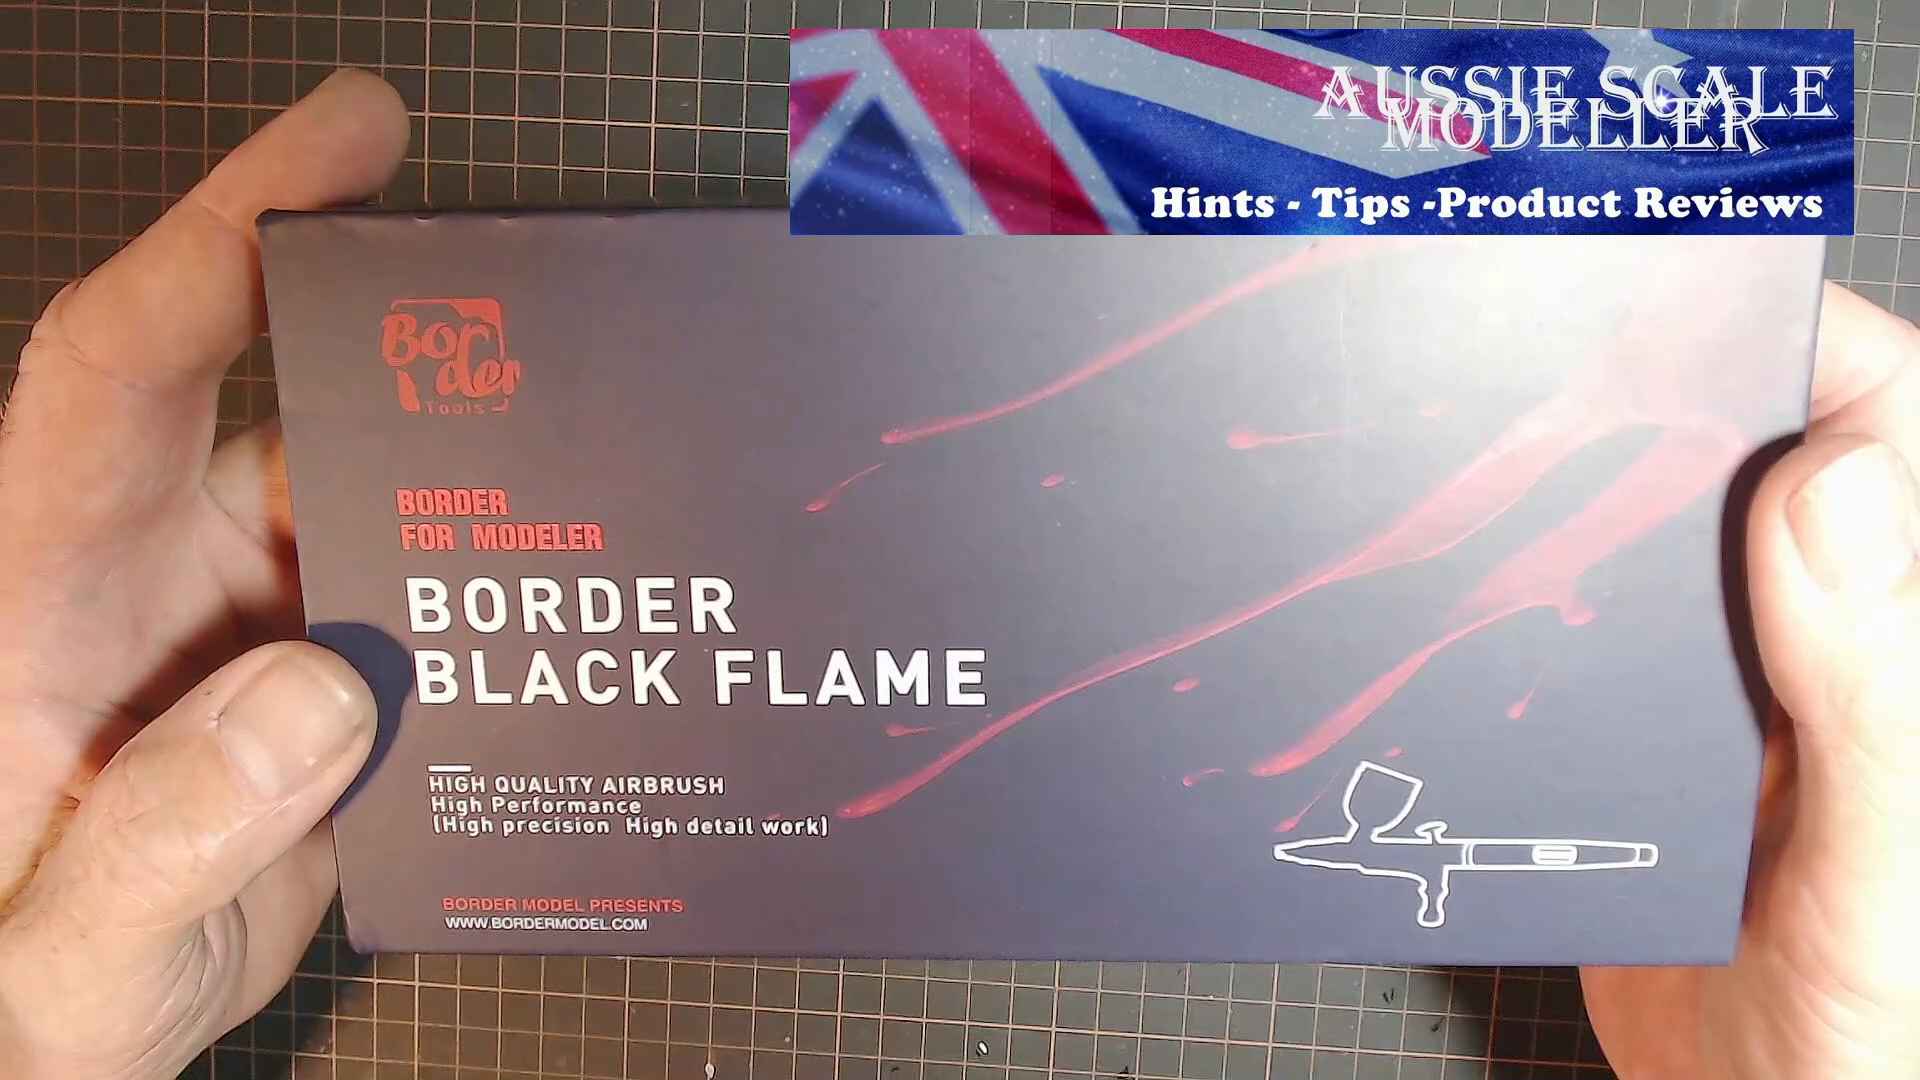 AUSSIE SCALE
MODELLER
Hints - Tips -Product Reviews
Border
Tools
BORDER
FOR MODELER
BORDER
BLACK FLAME
HIGH QUALITY AIRBRUSH
High Performance
(High precision High detail work)
BORDER MODEL PRESENTS
WWW.BORDERMODEL.COM